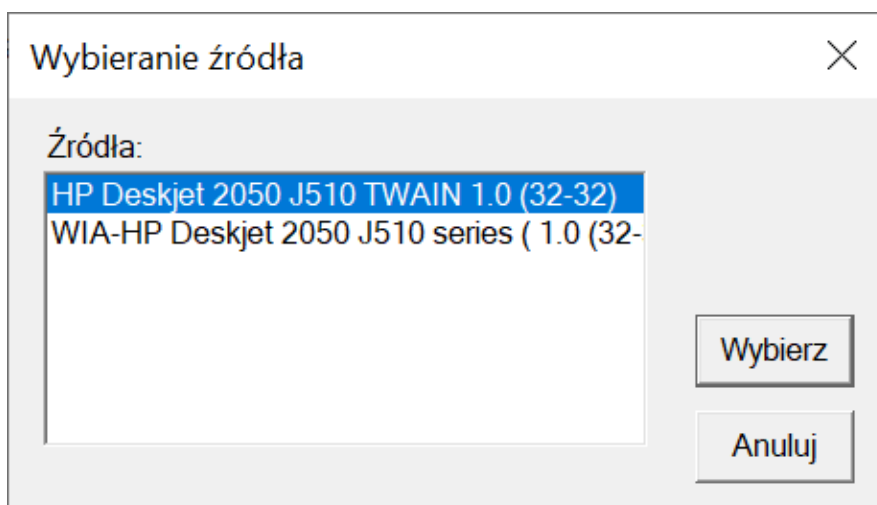 Wybieranie źródła
Źródła:
HP Deskjet 2050 J510 TWAIN 1.0 (32-32)
WIA-HP Deskjet 2050 J510 series ( 1.0 (32-
Wybierz
Anuluj